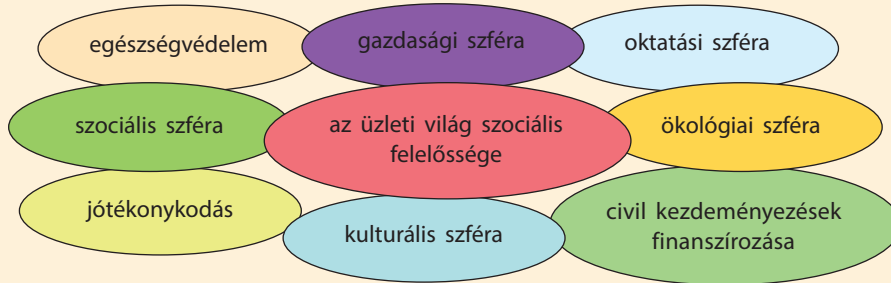 egészségvédelem
gazdasági szféra
oktatási szféra
szociális szféra
az üzleti világ szociális
felelőssége
ökológiai szféra
jótékonykodás
kulturális szféra
civil kezdeményezések
finanszírozása